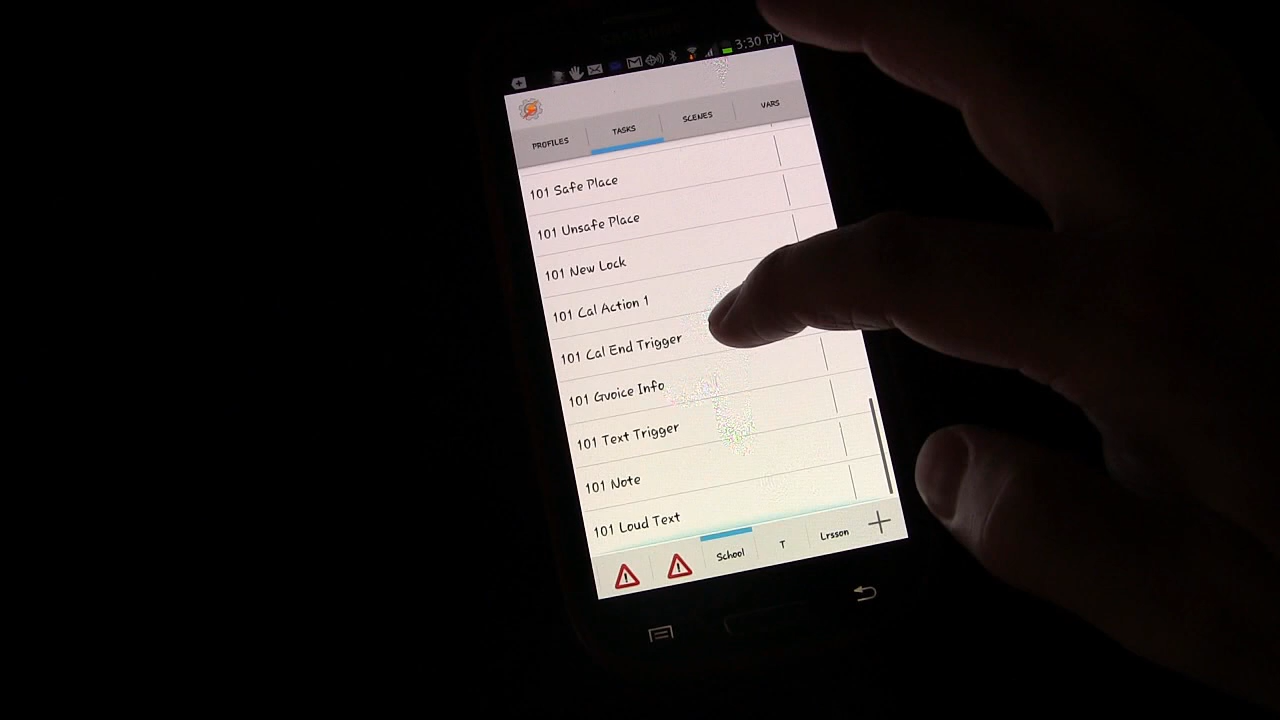 3:30 PM
PROFILES
TASKS
SCENES
VARS
101 Safe Place
101 Unsafe Place
101 New Lock
101 Cal Action 1
101 Cal End Trigger
101 Gvoice Info
101 Text Trigger
101 Note
101 Loud Text
School
T
Lrsson